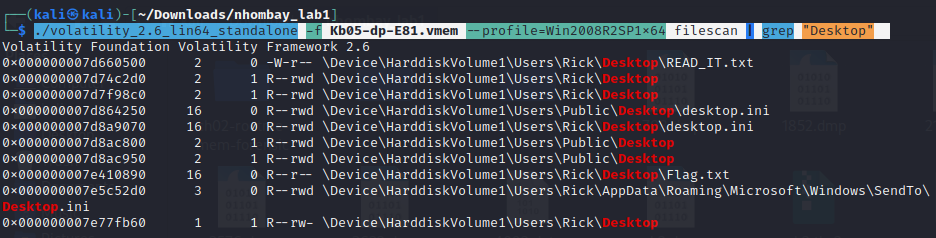 ┌──(kali㉿kali)-[~/Downloads/nhombay_lab1]
└─$ ./volatility_2.6_lin64_standalone -f Kb05-dp-E81.vmem --profile=Win2008R2SP1×64 filescan | grep "Desktop"
Volatility Foundation Volatility Framework 2.6
0×000000007d660500 2 0 -W-r-- \Device\HarddiskVolume1\Users\Rick\Desktop\READ_IT.txt
0×000000007d74c2d0 2 1 R--rwd \Device\HarddiskVolume1\Users\Rick\Desktop
0×000000007d7f98c0 2 1 R--rwd \Device\HarddiskVolume1\Users\Rick\Desktop
0×000000007d864250 16 0 R--rwd \Device\HarddiskVolume1\Users\Public\Desktop\desktop.ini
0×000000007d8a9070 16 0 R--rwd \Device\HarddiskVolume1\Users\Rick\Desktop\desktop.ini
0×000000007d8ac800 2 1 R--rwd \Device\HarddiskVolume1\Users\Public\Desktop
0×000000007d8ac950 2 1 R--rwd \Device\HarddiskVolume1\Users\Public\Desktop
0×000000007e410890 16 0 R--r-- \Device\HarddiskVolume1\Users\Rick\Desktop\Flag.txt
0×000000007e5c52d0 3 0 R--rwd \Device\HarddiskVolume1\Users\Rick\AppData\Roaming\Microsoft\Windows\SendTo\
Desktop.ini
0×000000007e77fb60 1 1 R--rw- \Device\HarddiskVolume1\Users\Rick\Desktop